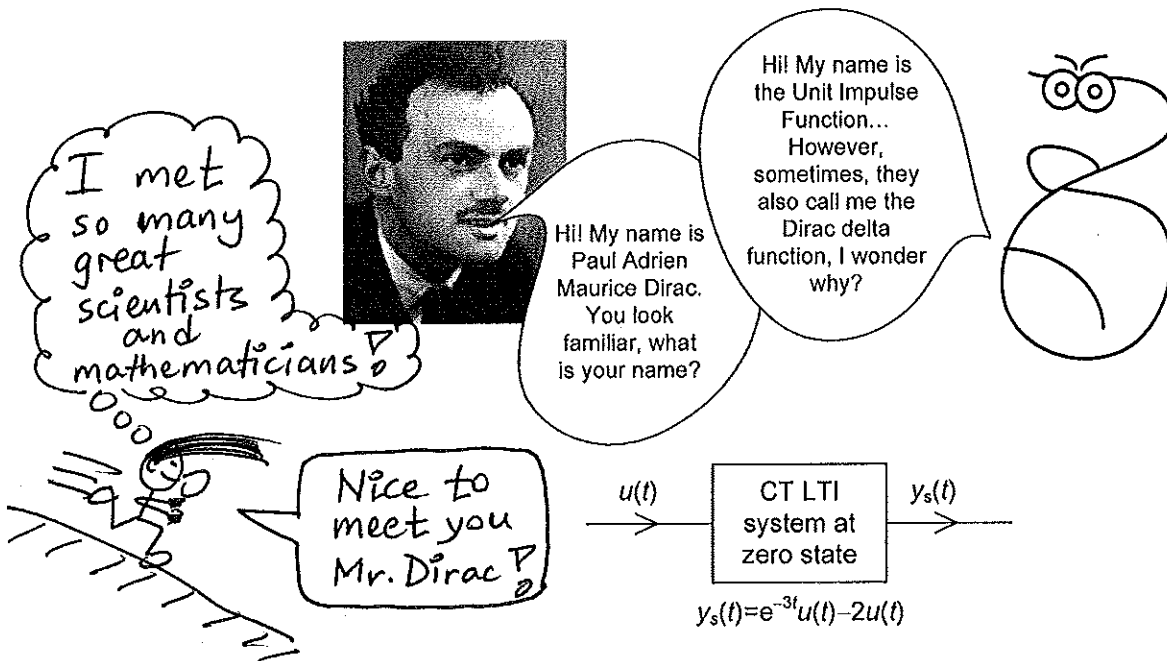 I met
so many
great
scientists
and
mathematicians!
Hi! My name is
Paul Adrien
Maurice Dirac.
You look
familiar, what
is your name?
Hi! My name is
the Unit Impulse
Function...
However,
sometimes, they
also call me the
Dirac delta
function, I wonder
why?
Nice to
meet you
Mr. Dirac!
u(t)
CT LTI
system at
zero state
yₛ(t)
yₛ(t)=e⁻³ᵗu(t)–2u(t)